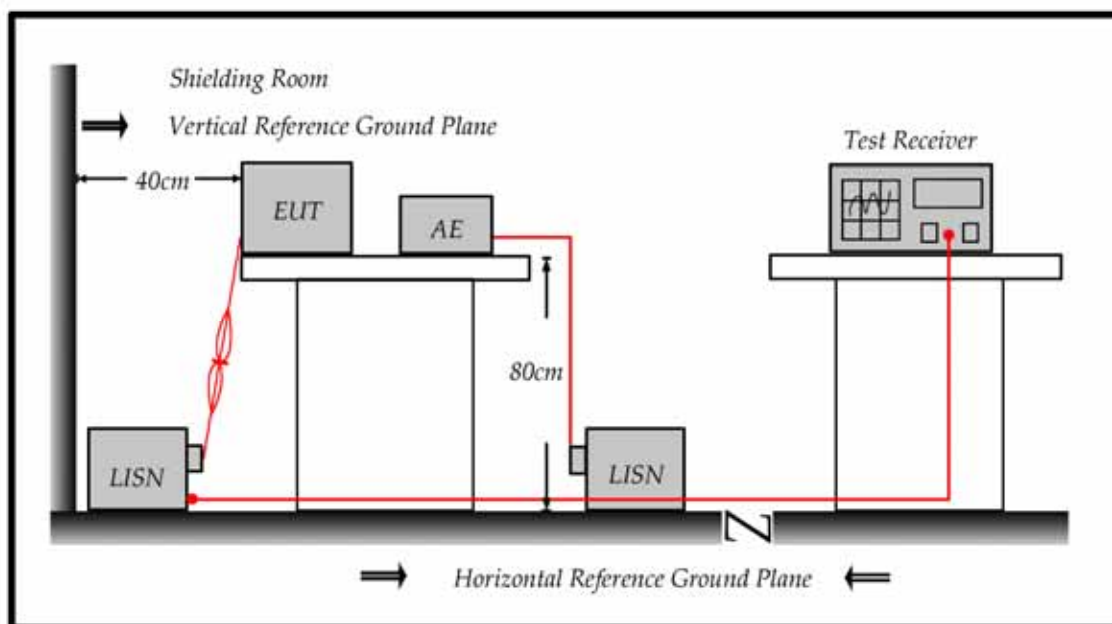 Shielding Room
Vertical Reference Ground Plane
Test Receiver
40cm
EUT
AE
80cm
LISN
LISN
Horizontal Reference Ground Plane